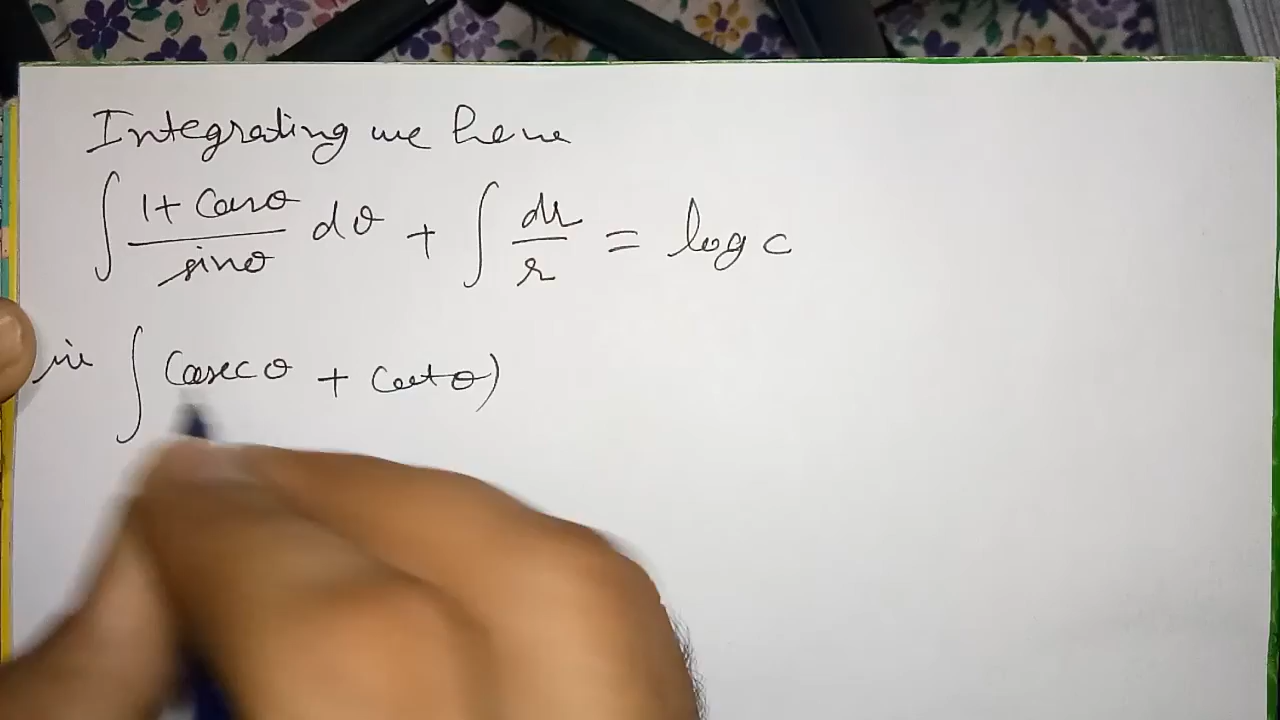 Integrating we have
∫ (1 + cosθ)/(sinθ) dθ + ∫ dr/r = log c
ie ∫ cosecθ + cotθ)